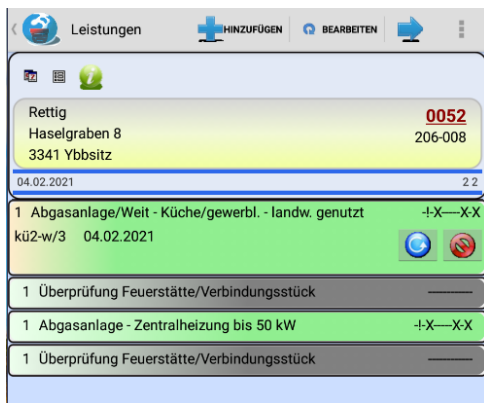 Leistungen HINZUFÜGEN BEARBEITEN
Rettig 0052
Haselgraben 8 206-008
3341 Ybbsitz
04.02.2021 2 2
1 Abgasanlage/Weit - Küche/gewerbl. - landw. genutzt -!-X-----X-X
kü2-w/3 04.02.2021
1 Überprüfung Feuerstätte/Verbindungsstück ------------
1 Abgasanlage - Zentralheizung bis 50 kW -!-X-----X-X
1 Überprüfung Feuerstätte/Verbindungsstück ------------